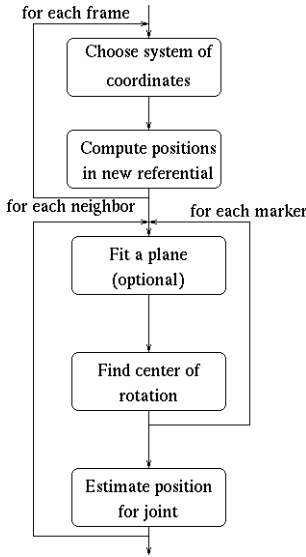 for each frame
Choose system of
coordinates
Compute positions
in new referential
for each neighbor
for each marker
Fit a plane
(optional)
Find center of
rotation
Estimate position
for joint